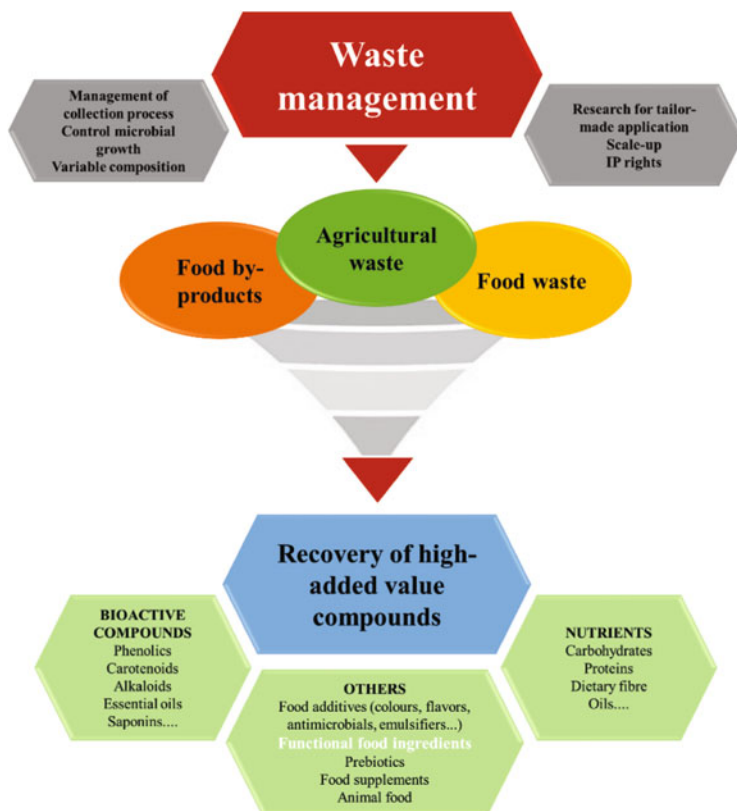 Waste
management
Management of
collection process
Control microbial
growth
Variable composition
Research for tailor-
made application
Scale-up
IP rights
Food by-
products
Agricultural
waste
Food waste
Recovery of high-
added value
compounds
BIOACTIVE
COMPOUNDS
Phenolics
Carotenoids
Alkaloids
Essential oils
Saponins....
OTHERS
Food additives (colours, flavors,
antimicrobials, emulsifiers...)
Functional food ingredients
Prebiotics
Food supplements
Animal food
NUTRIENTS
Carbohydrates
Proteins
Dietary fibre
Oils....